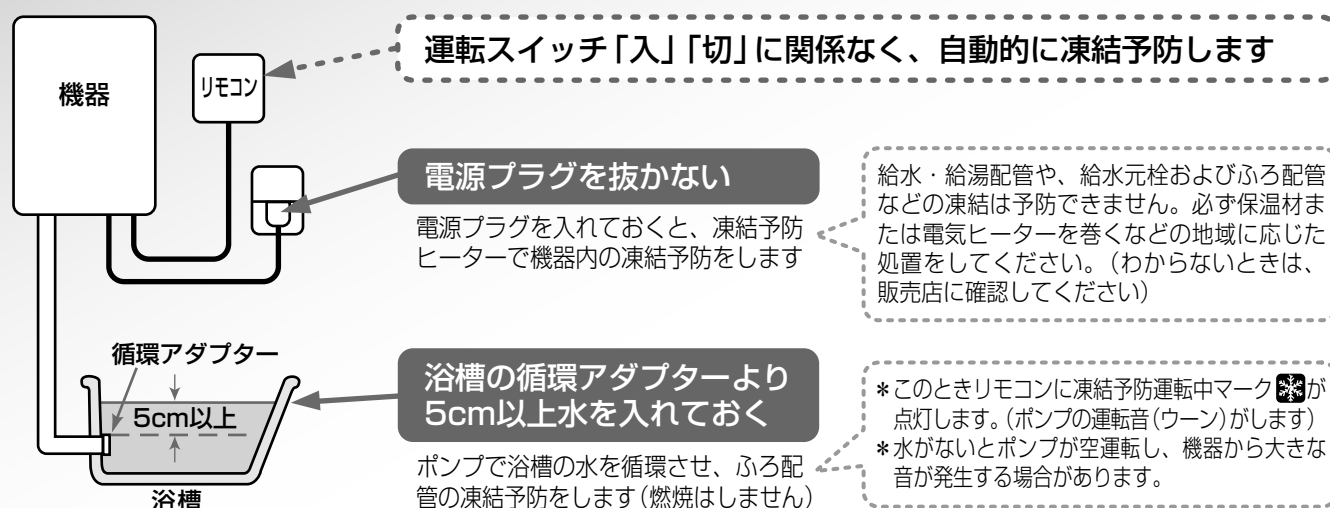 機器
リモコン
運転スイッチ「入」「切」に関係なく、自動的に凍結予防します
電源プラグを抜かない
電源プラグを入れておくと、凍結予防
ヒーターで機器内の凍結予防をします
給水・給湯配管や、給水元栓およびふろ配管
などの凍結は予防できません。必ず保温材ま
たは電気ヒーターを巻くなどの地域に応じた
処置をしてください。（わからないときは、
販売店に確認してください）
循環アダプター
5cm以上
浴槽
浴槽の循環アダプターより
5cm以上水を入れておく
ポンプで浴槽の水を循環させ、ふろ配
管の凍結予防をします（燃焼はしません）
＊このときリモコンに凍結予防運転中マークが
点灯します。（ポンプの運転音（ウーン）がします）
＊水がないとポンプが空運転し、機器から大きな
音が発生する場合があります。